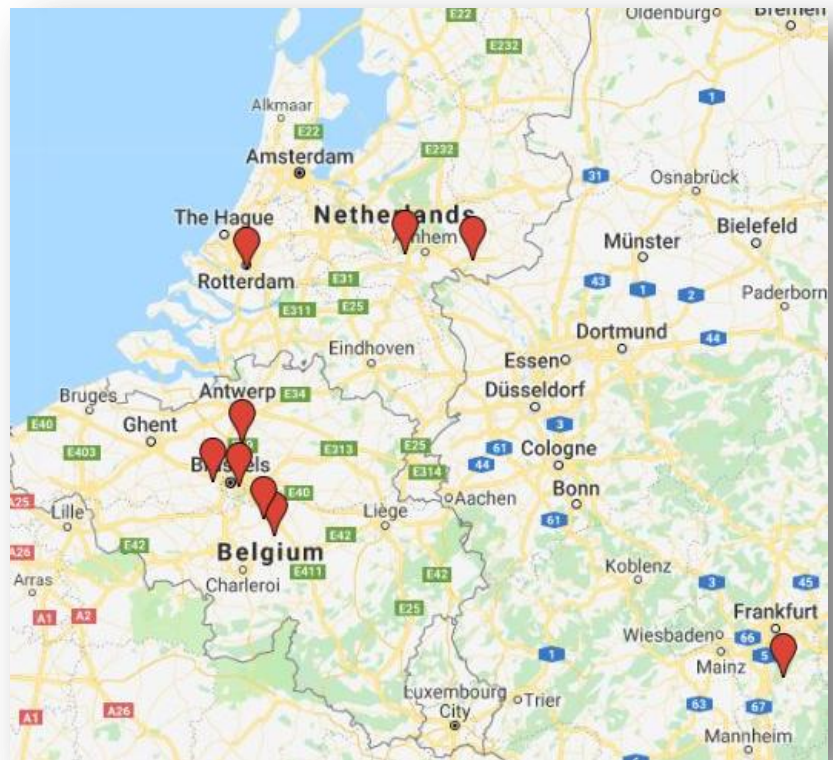 E22
Oldenburg
Bremen
E232
Alkmaar
1
E22
E232
Amsterdam
31
Osnabrück
The Hague
Netherlands
Bielefeld
Arnhem
Münster
Rotterdam
E31
43
1
2
Paderborn
E311
E25
44
Dortmund
Eindhoven
Essen
Antwerp
E34
Düsseldorf
Bruges
E40
Ghent
3
E403
E313
E25
61
Cologne
Brussels
E314
44
E40
Aachen
Bonn
A25
Lille
Liège
61
E42
E42
Belgium
A26
E411
Koblenz
Arras
Charleroi
E42
3
45
A1
A2
E25
Frankfurt
Wiesbaden
66
5
1
Mainz
Luxembourg
City
Trier
A1
A26
63
67
Mannheim